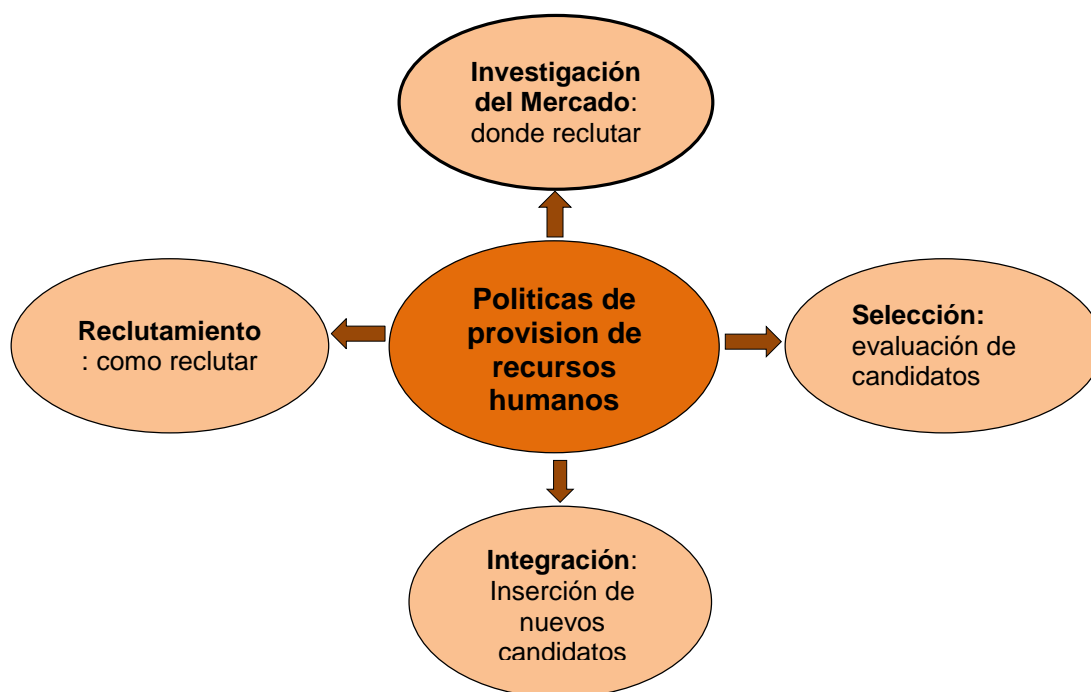 Investigación
del Mercado:
donde reclutar
Reclutamiento
: como reclutar
Politicas de
provision de
recursos
humanos
Selección:
evaluación de
candidatos
Integración:
Inserción de
nuevos
candidatos